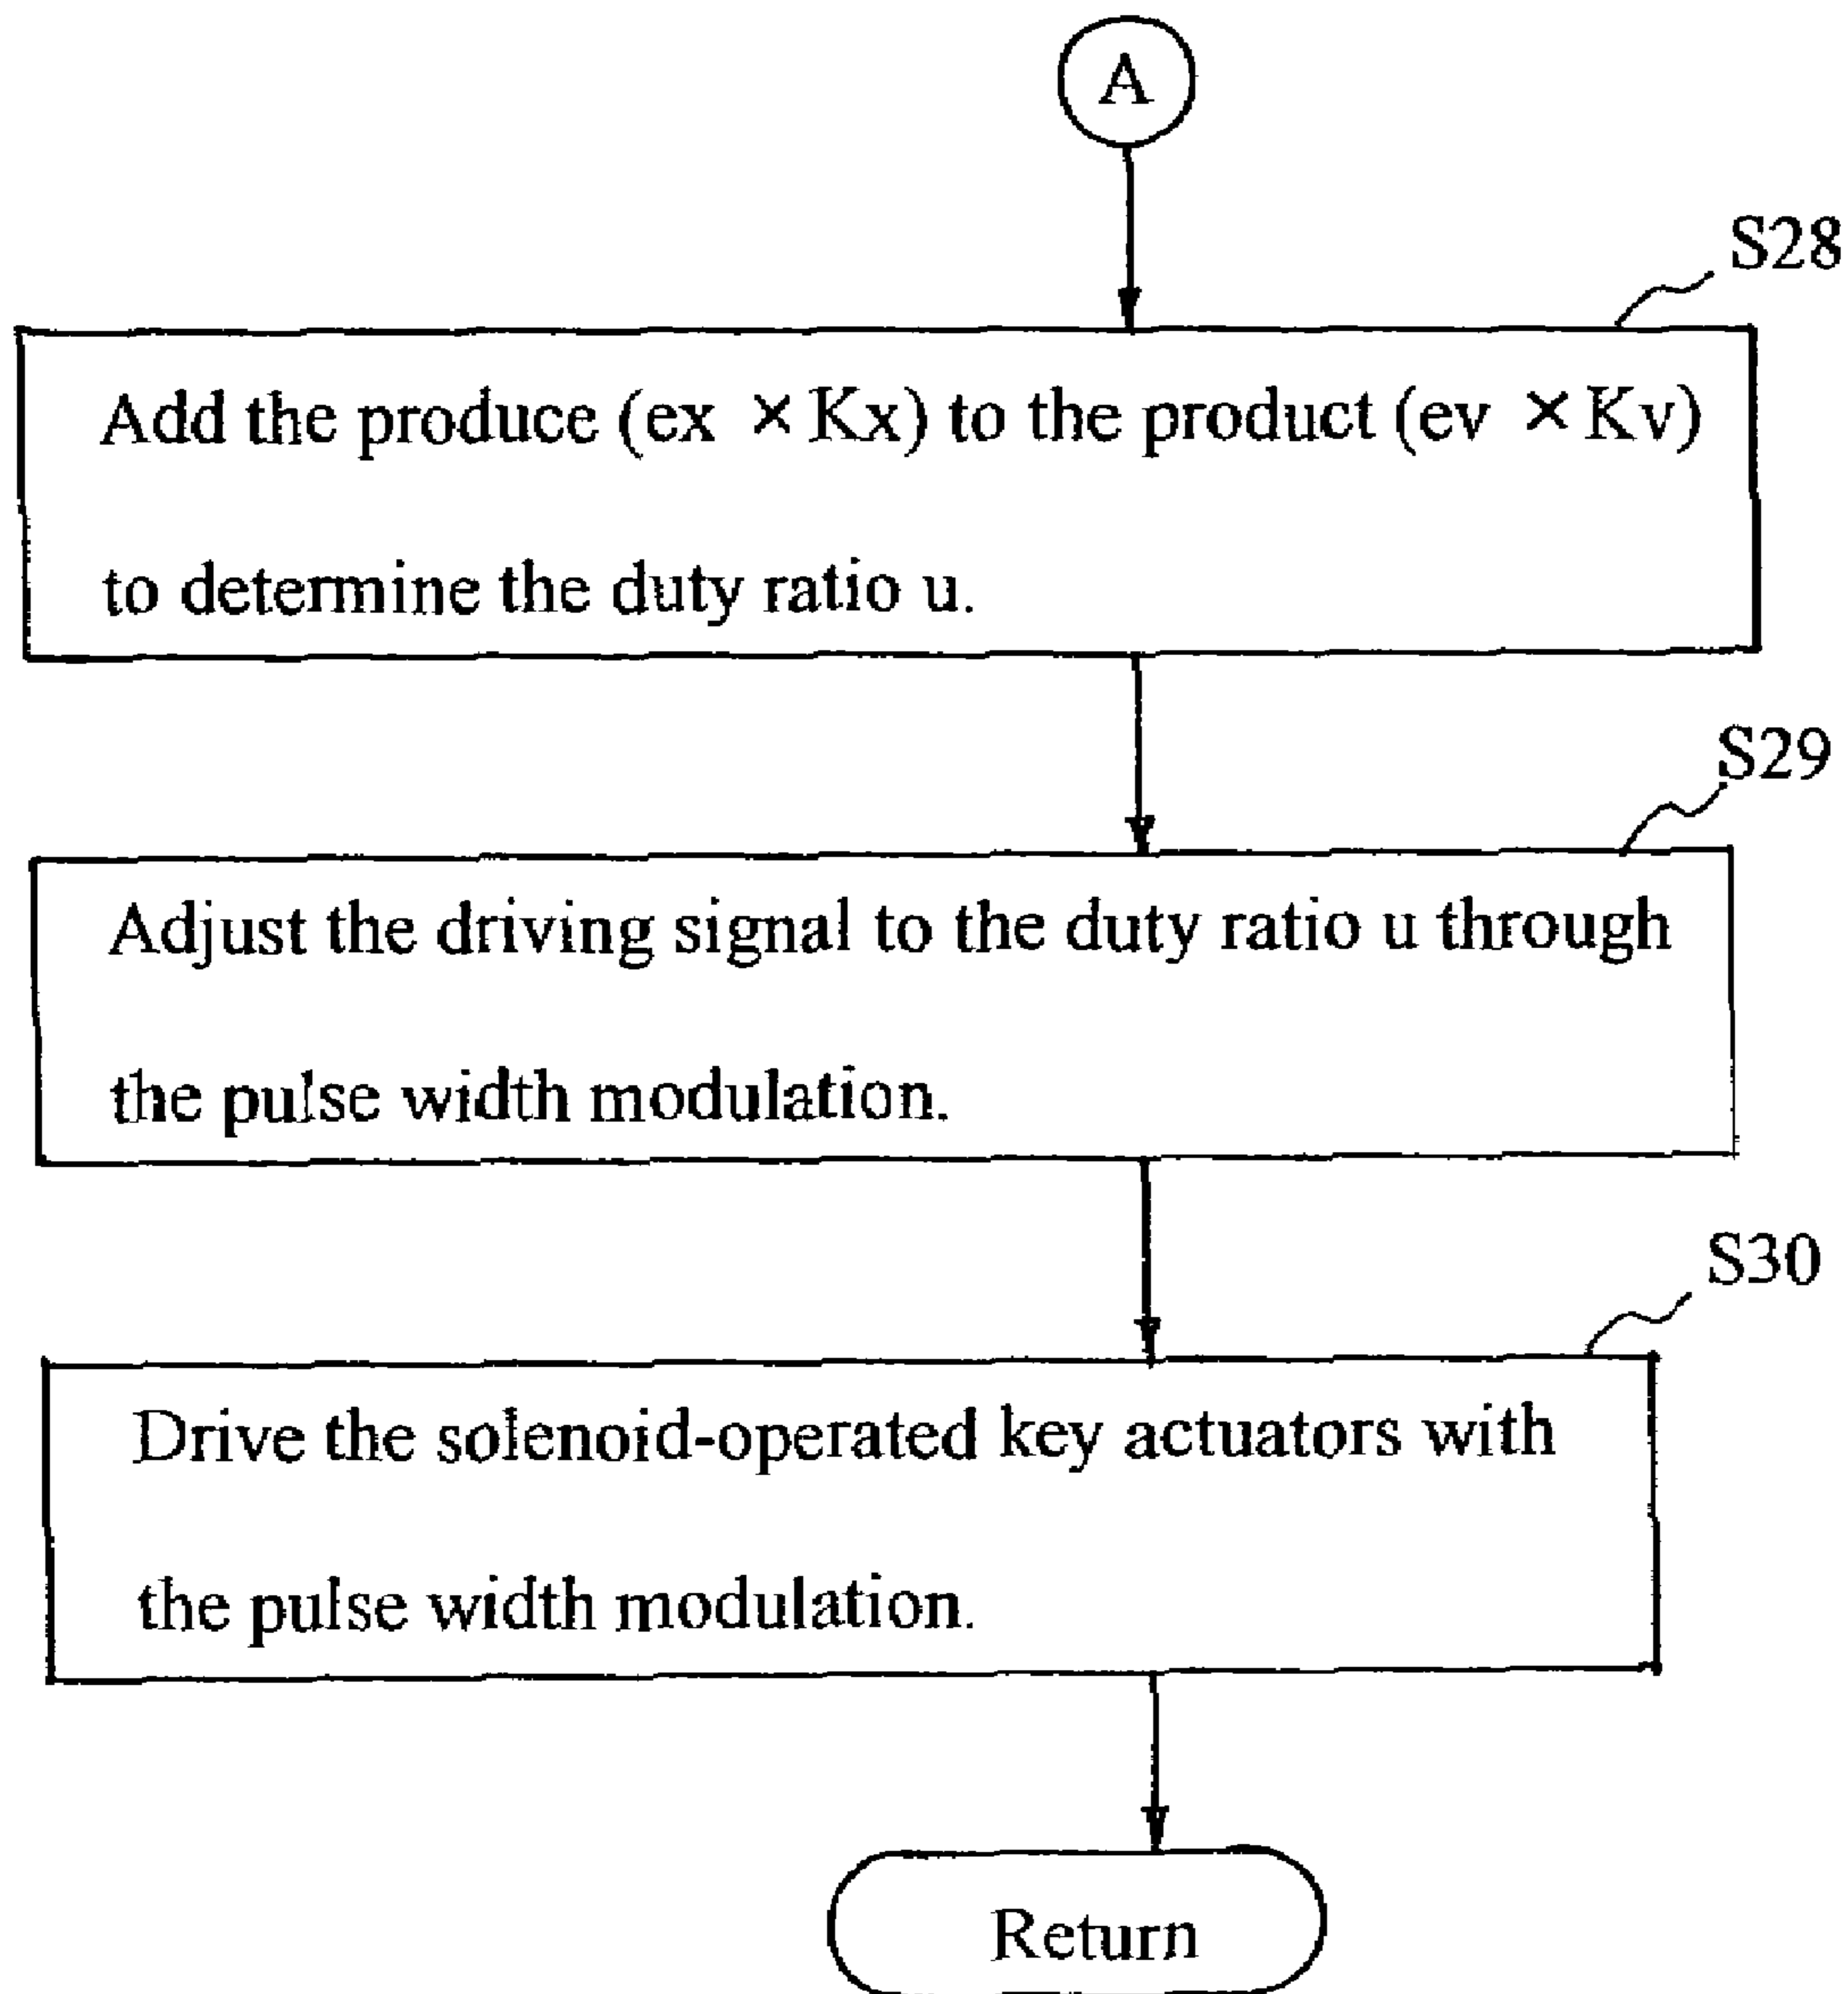 A
S28
Add the produce (ex × Kx) to the product (ev × Kv)
to determine the duty ratio u.
S29
Adjust the driving signal to the duty ratio u through
the pulse width modulation.
S30
Drive the solenoid-operated key actuators with
the pulse width modulation.
Return